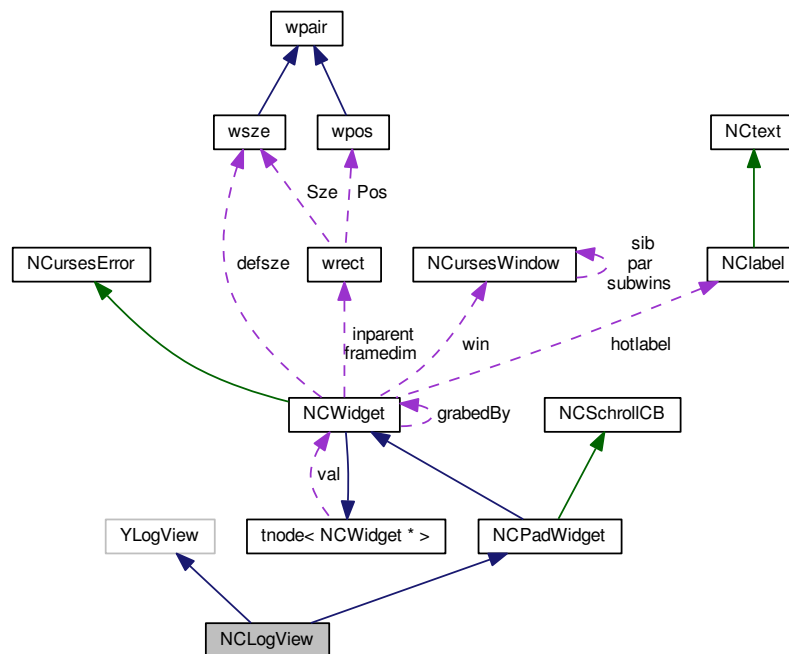 wpair
wsze
wpos
NCtext
Sze
Pos
NCursesError
defsze
wrect
NCursesWindow
sib
par
subwins
NClabel
inparent
framedim
win
hotlabel
NCWidget
grabedBy
NCSchrollCB
val
YLogView
tnode< NCWidget * >
NCPadWidget
NCLogView